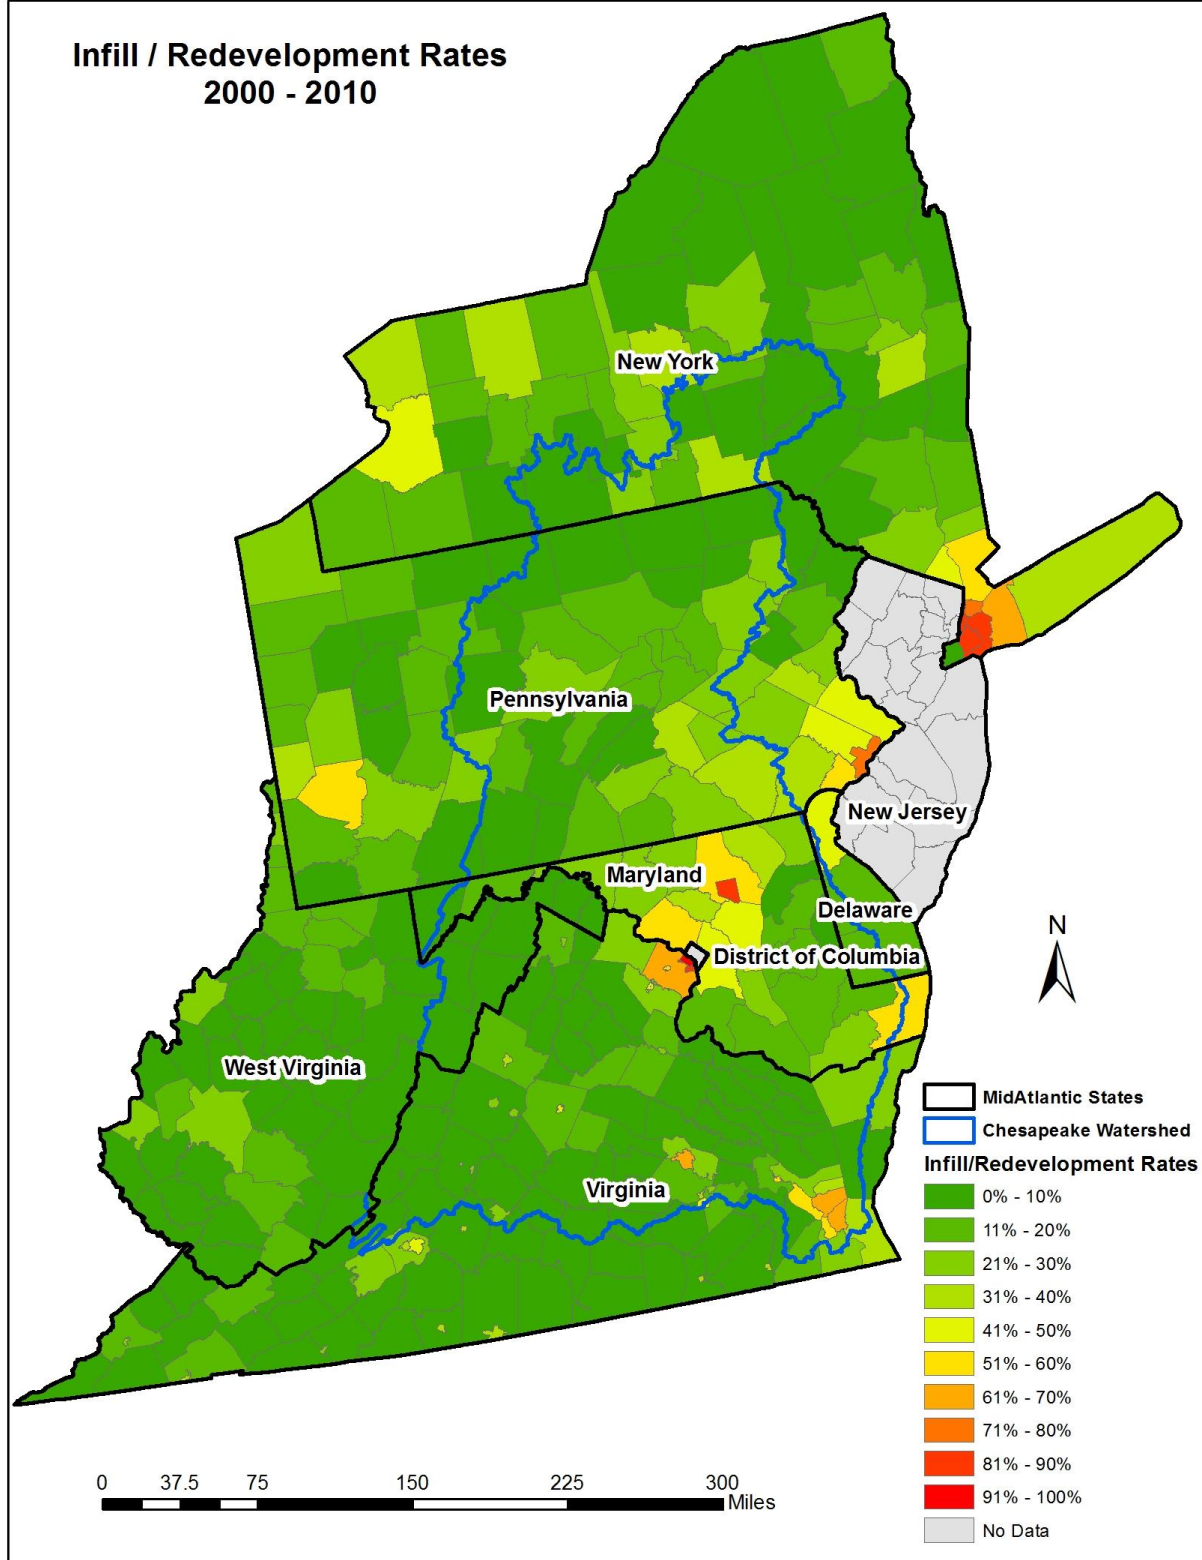 Infill / Redevelopment Rates
2000 - 2010
New York
Pennsylvania
New Jersey
Maryland
Delaware
District of Columbia
N
West Virginia
Virginia
MidAtlantic States
Chesapeake Watershed
Infill/Redevelopment Rates
0% - 10%
11% - 20%
21% - 30%
31% - 40%
41% - 50%
51% - 60%
61% - 70%
71% - 80%
81% - 90%
91% - 100%
No Data
0 37.5 75 150 225 300
Miles